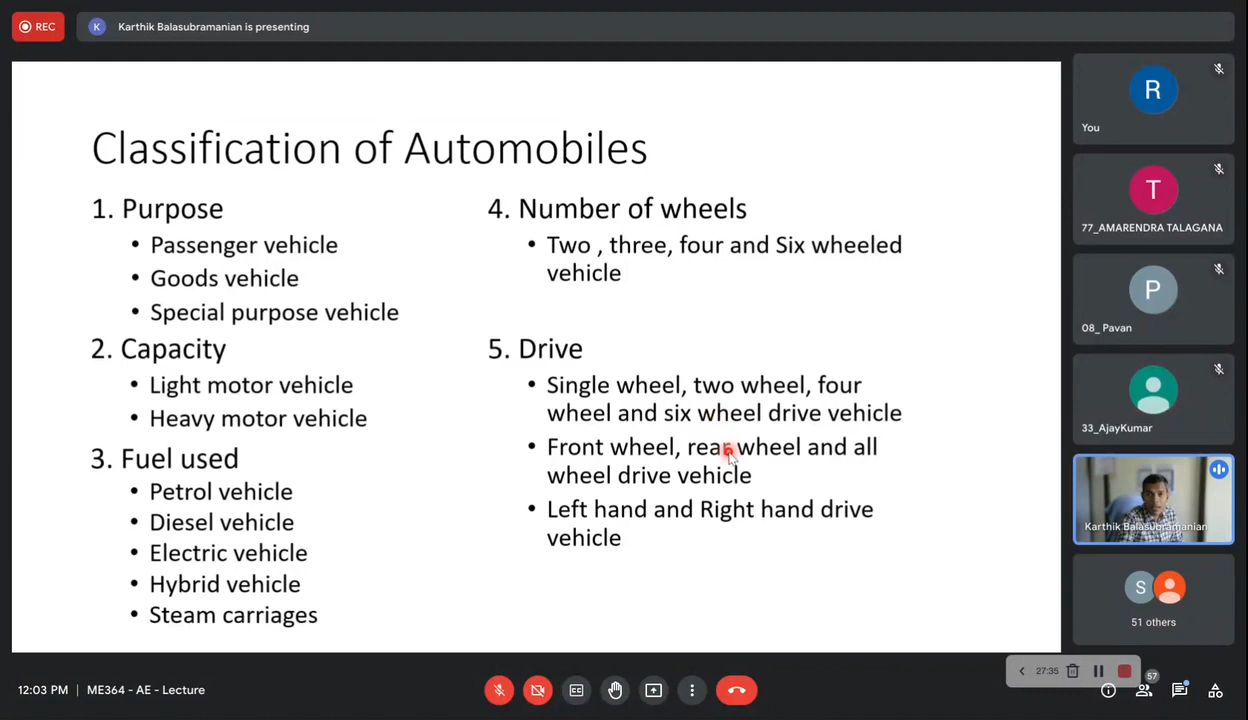 REC
K
Karthik Balasubramanian is presenting
Classification of Automobiles
1. Purpose
• Passenger vehicle
• Goods vehicle
• Special purpose vehicle
2. Capacity
• Light motor vehicle
• Heavy motor vehicle
3. Fuel used
• Petrol vehicle
• Diesel vehicle
• Electric vehicle
• Hybrid vehicle
• Steam carriages
4. Number of wheels
• Two , three, four and Six wheeled
vehicle
5. Drive
• Single wheel, two wheel, four
wheel and six wheel drive vehicle
• Front wheel, rear wheel and all
wheel drive vehicle
• Left hand and Right hand drive
vehicle
R
You
T
77_AMARENDRA TALAGANA
P
08_ Pavan
33_AjayKumar
Karthik Balasubramanian
S
51 others
27:35
12:03 PM | ME364 - AE - Lecture
CC
57